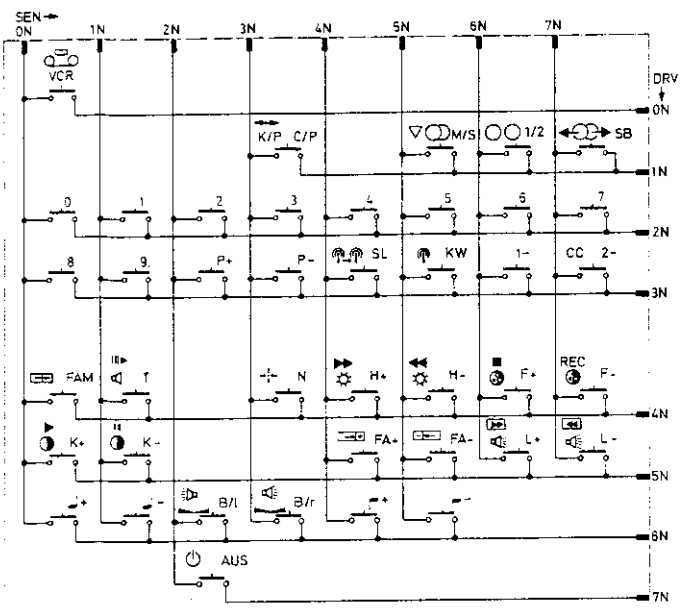 SEN
0N 1N 2N 3N 4N 5N 6N 7N
VCR
DRV
0N
K/P C/P M/S 1/2 SB
1N
0 1 2 3 4 5 6 7
2N
8 9 P+ P- SL KW 1- CC 2-
3N
FAM T N H+ H- F+ REC F-
4N
K+ K- FA+ FA- L+ L-
5N
+ - B/l B/r + -
6N
AUS
7N